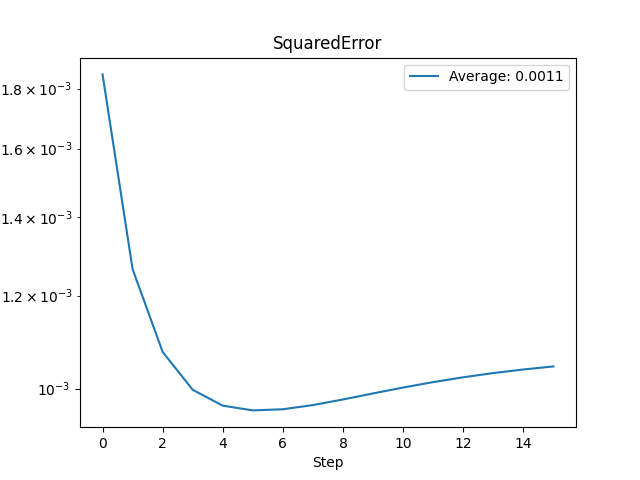 SquaredError
Average: 0.0011
1.8 × 10⁻³
1.6 × 10⁻³
1.4 × 10⁻³
1.2 × 10⁻³
10⁻³
0 2 4 6 8 10 12 14
Step